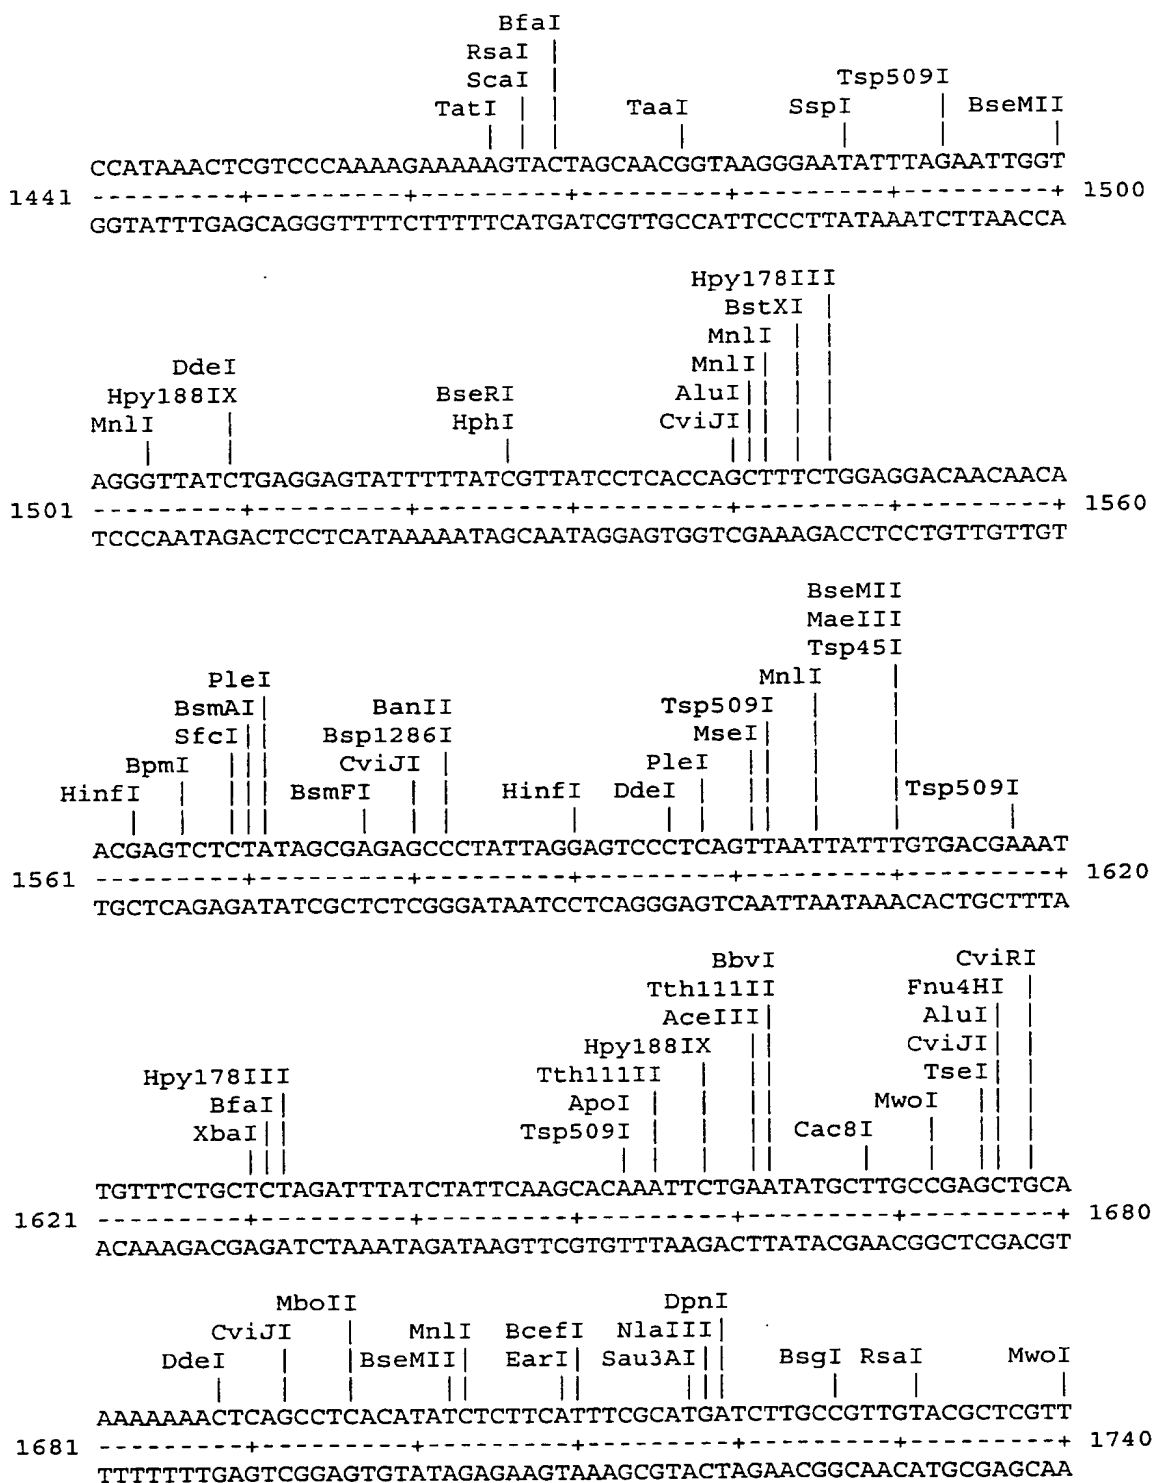 BfaI
RsaI |
ScaI | Tsp509I
TatI | | TaaI SspI | BseMII
CCATAAACTCGTCCCAAAAGAAAAAGTACTAGCAACGGTAAGGGAATATTTAGAATTGGT
1441 ---------+---------+---------+---------+---------+---------+ 1500
GGTATTTGAGCAGGGTTTTCTTTTTCATGATCGTTGCCATTCCCTTATAAATCTTAACCA
Hpy178III
BstXI |
MnlI | |
DdeI MnlI | | |
Hpy188IX BseRI AluI | | | |
MnlI | HphI CviJI | | | |
AGGGTTATCTGAGGAGTATTTTTATCGTTATCCTCACCAGCTTTCTGGAGGACAACAACA
1501 ---------+---------+---------+---------+---------+---------+ 1560
TCCCAATAGACTCCTCATAAAAATAGCAATAGGAGTGGTCGAAAGACCTCCTGTTGTTGT
BseMII
MaeIII
Tsp45I
PleI MnlI |
BsmAI | BanII Tsp509I | |
SfcI | | Bsp1286I MseI | | |
BpmI | | | CviJI | PleI | | | |
HinfI | | | | BsmFI | | HinfI DdeI | | | | | Tsp509I
ACGAGTCTCTATAGCGAGAGCCCTATTAGGAGTCCCTCAGTTAATTATTTGTGACGAAAT
1561 ---------+---------+---------+---------+---------+---------+ 1620
TGCTCAGAGATATCGCTCTCGGGATAATCCTCAGGGAGTCAATTAATAAACACTGCTTTA
BbvI CviRI
Tth111II Fnu4HI |
AceIII | AluI | |
Hpy188IX | | CviJI | |
Hpy178III Tth111II | | | TseI | |
BfaI | ApoI | | | | MwoI | | |
XbaI | | Tsp509I | | | | Cac8I | | | |
TGTTTCTGCTCTAGATTTATCTATTCAAGCACAAATTCTGAATATGCTTGCCGAGCTGCA
1621 ---------+---------+---------+---------+---------+---------+ 1680
ACAAAGACGAGATCTAAATAGATAAGTTCGTGTTTAAGACTTATACGAACGGCTCGACGT
MboII DpnI
CviJI | MnlI BcefI NlaIII |
DdeI | | BseMII | EarI | Sau3AI | | BsgI RsaI MwoI
AAAAAAACTCAGCCTCACATATCTCTTCATTTCGCATGATCTTGCCGTTGTACGCTCGTT
1681 ---------+---------+---------+---------+---------+---------+ 1740
TTTTTTTGAGTCGGAGTGTATAGAGAAGTAAAGCGTACTAGAACGGCAACATGCGAGCAA